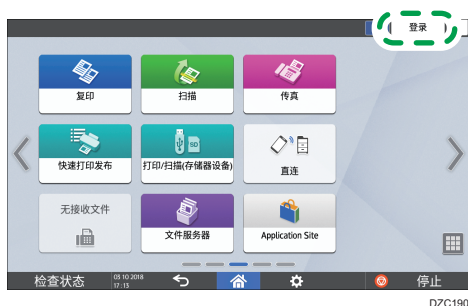 登录
复印
扫描
传真
SD
快速打印发布
打印/扫描(存储器设备)
直连
无接收文件
文件服务器
Application Site
检查状态
03 10 2018
17:13
停止
DZC190